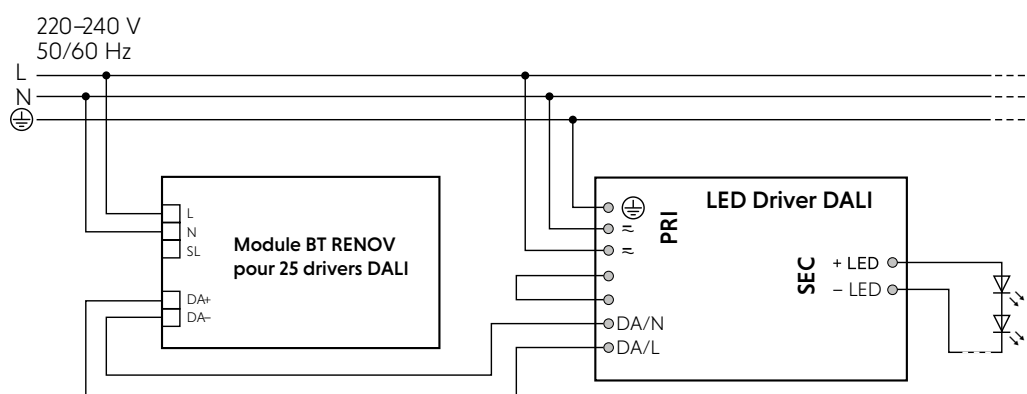 220–240 V
50/60 Hz
L
N
L
N
SL
DA+
DA–
Module BT RENOV
pour 25 drivers DALI
LED Driver DALI
PRI
SEC
+ LED
– LED
DA/N
DA/L